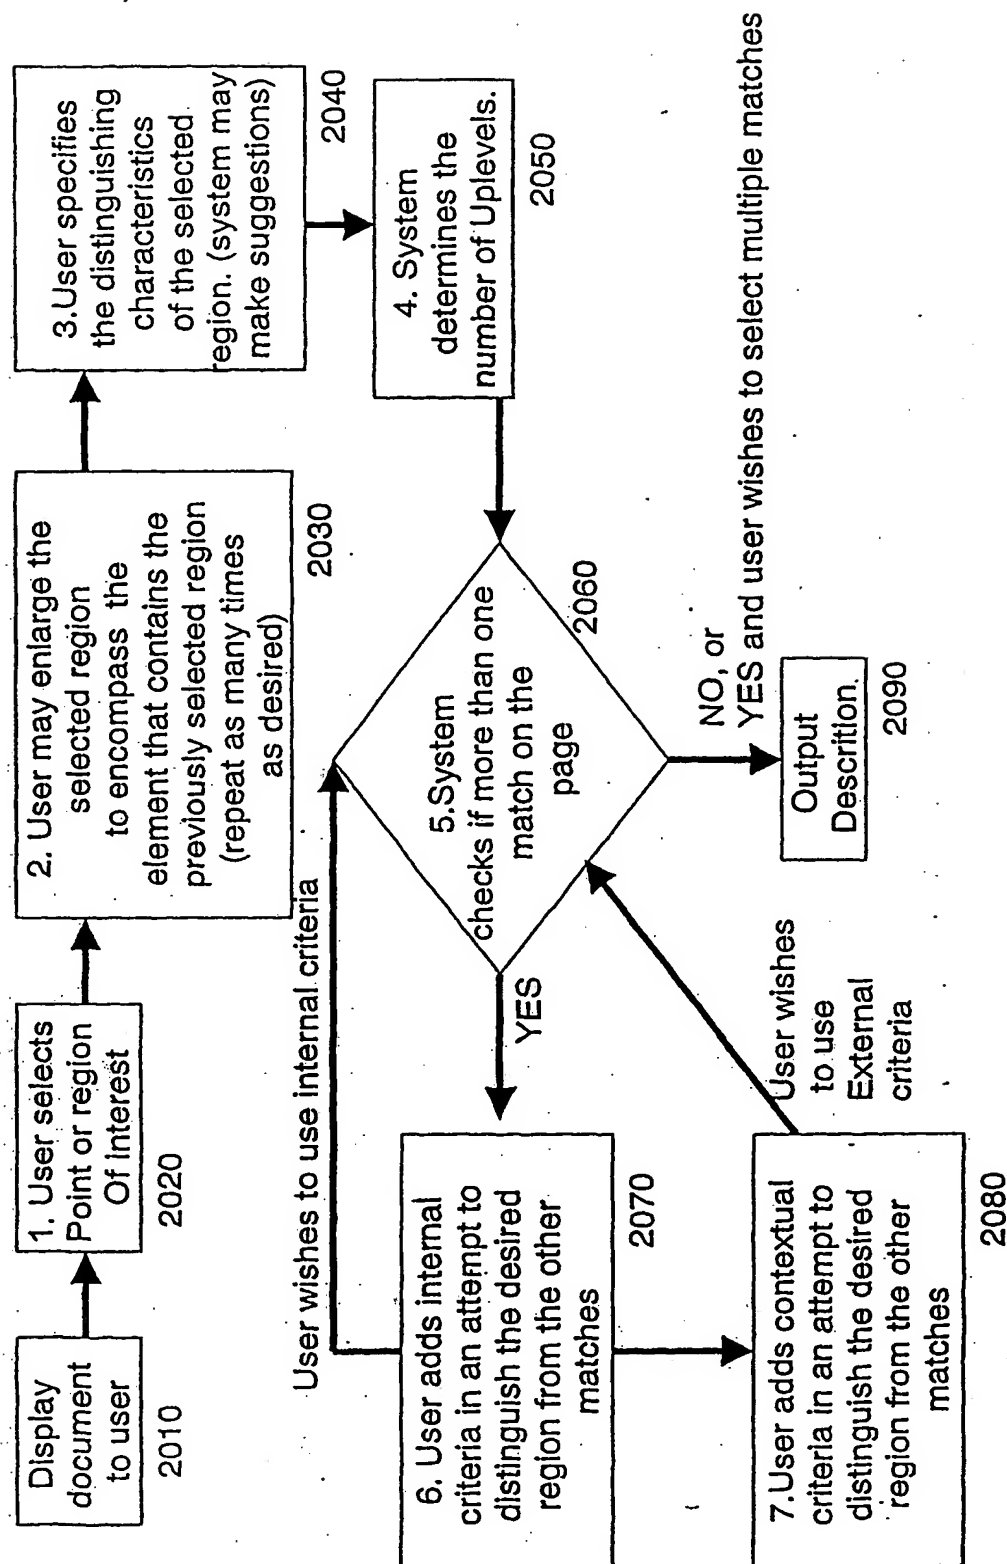 Display
document
to user
2010
1. User selects
Point or region
Of interest
2020
2. User may enlarge the
selected region
to encompass the
element that contains the
previously selected region
(repeat as many times
as desired)
2030
3.User specifies
the distinguishing
characteristics
of the selected
region. (system may
make suggestions)
2040
4. System
determines the
number of Uplevels.
2050
5.System
checks if more than one
match on the
page
2060
User wishes to use internal criteria
YES
6. User adds internal
criteria in an attempt to
distinguish the desired
region from the other
matches
2070
7.User adds contextual
criteria in an attempt to
distinguish the desired
region from the other
matches
2080
User wishes
to use
External
criteria
NO, or
YES and user wishes to select multiple matches
Output
Descrition.
2090